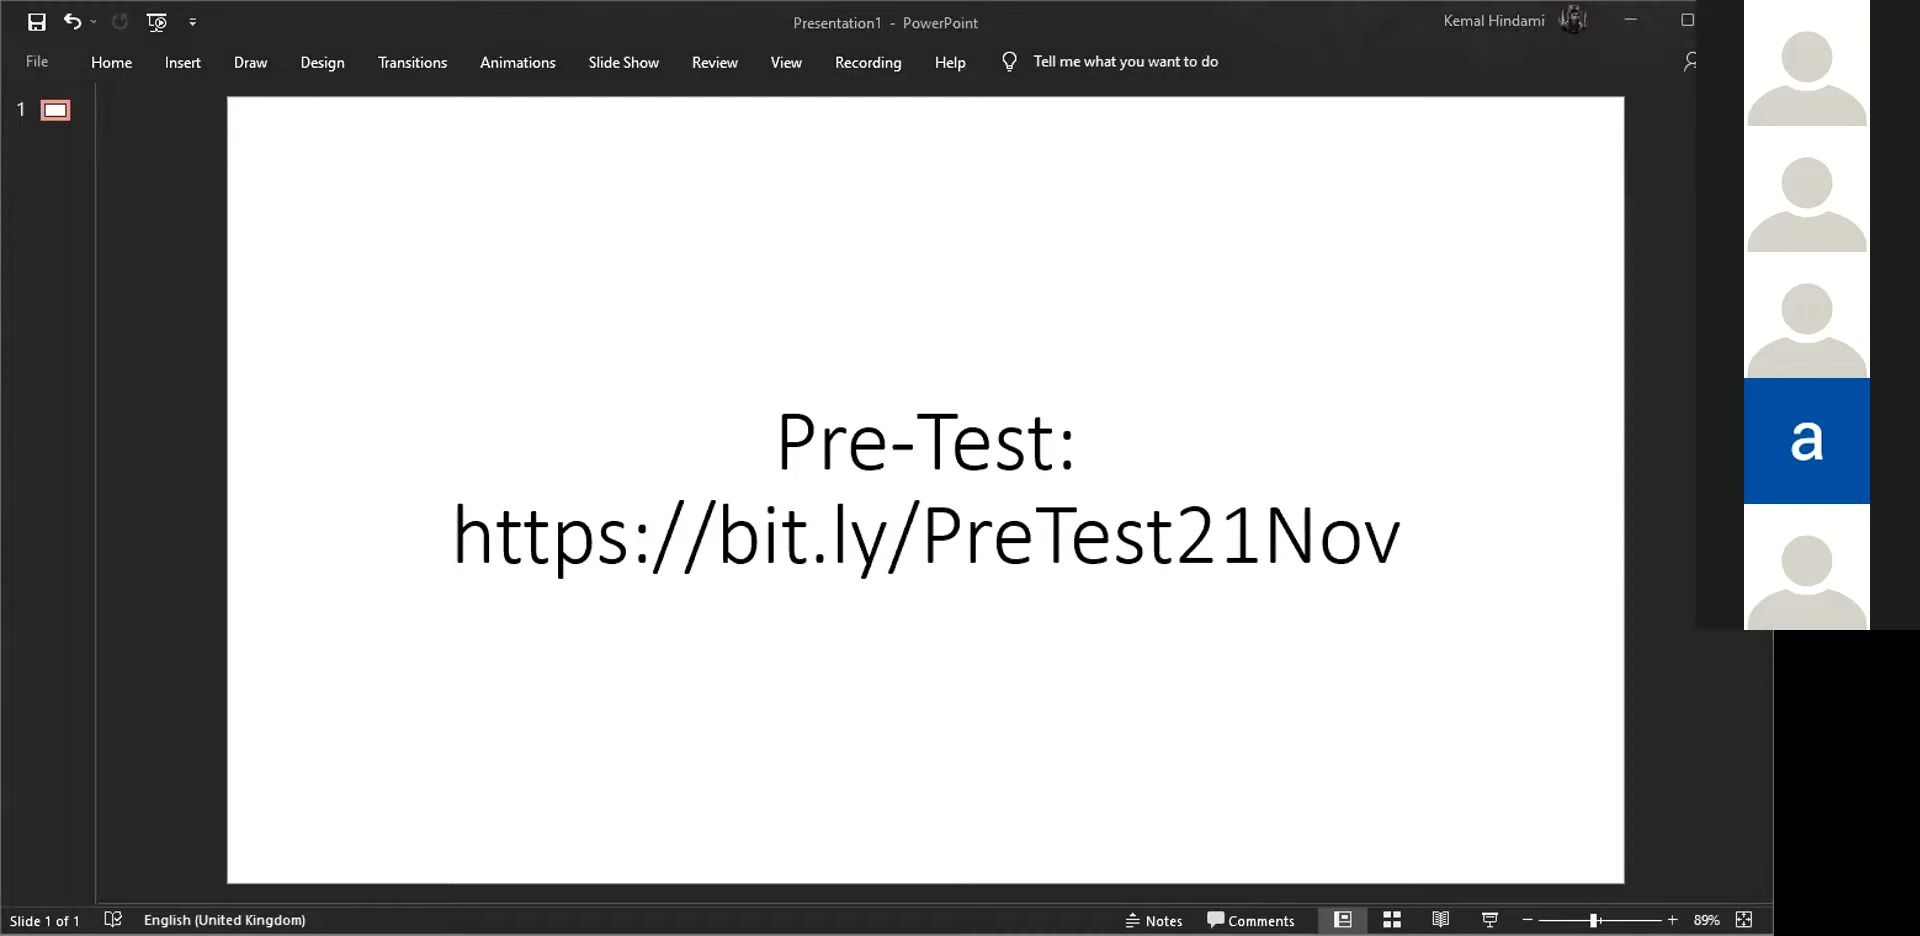 Presentation1 - PowerPoint
Kemal Hindami
File Home Insert Draw Design Transitions Animations Slide Show Review View Recording Help Tell me what you want to do
1
Pre-Test:
https://bit.ly/PreTest21Nov
a
Slide 1 of 1 English (United Kingdom) Notes Comments 89%